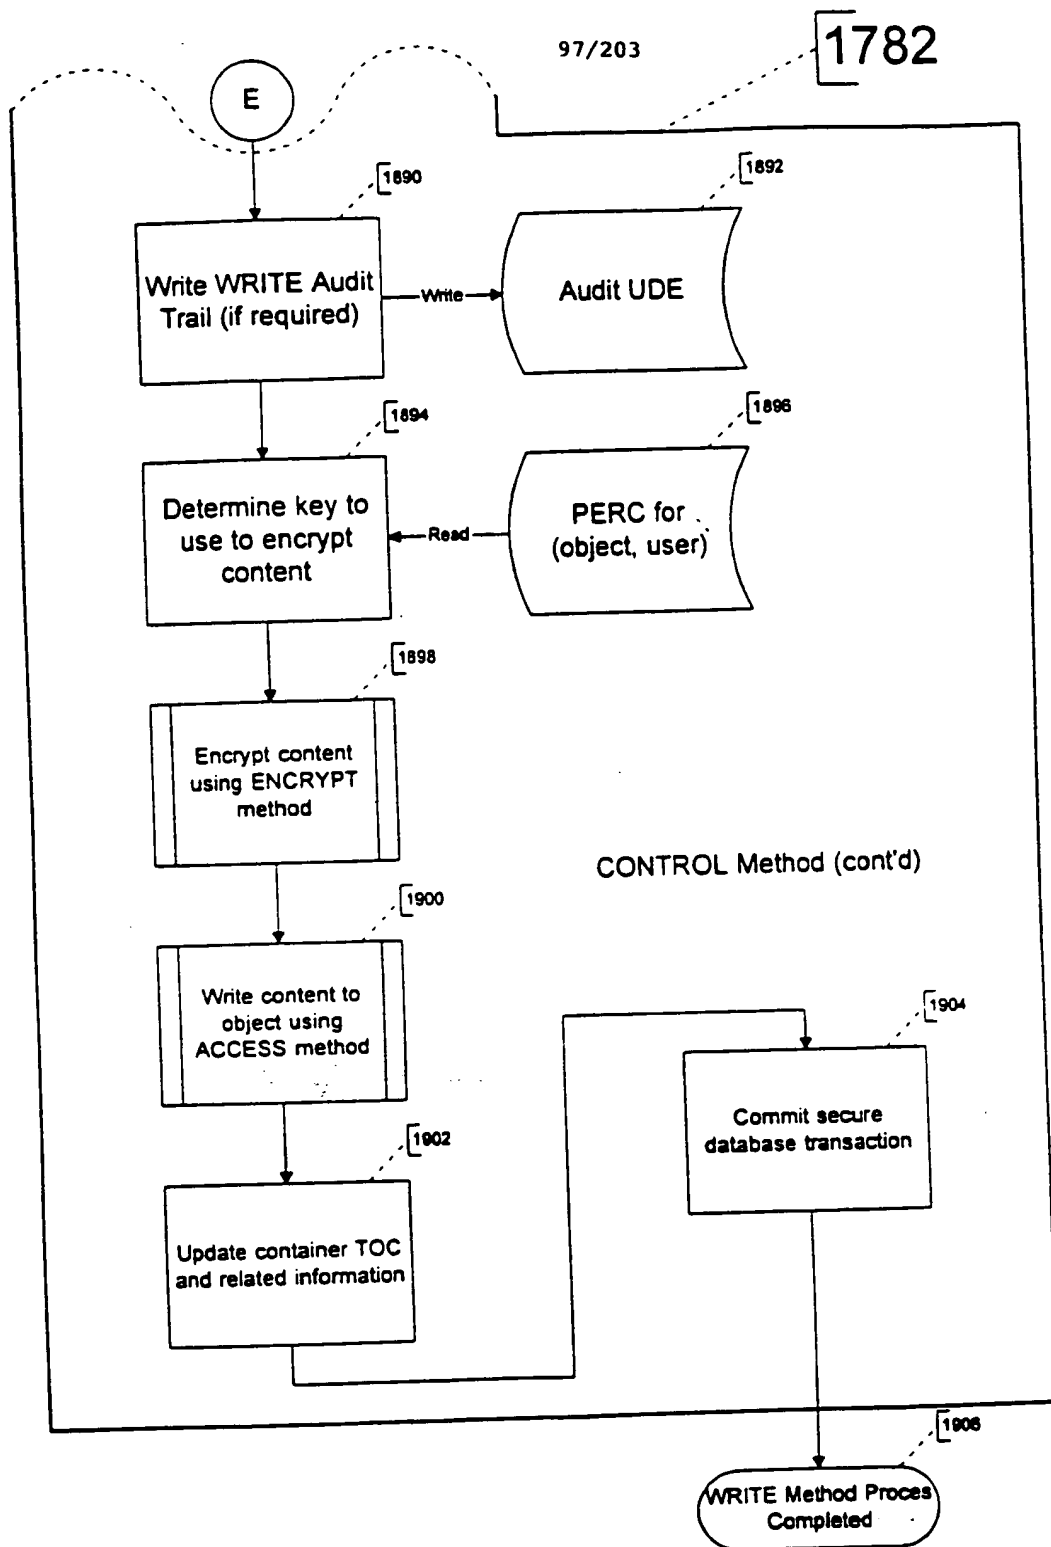 97/203
1782
E
1890
Write WRITE Audit
Trail (if required)
Write
1892
Audit UDE
1894
Determine key to
use to encrypt
content
Read
1896
PERC for
(object, user)
1898
Encrypt content
using ENCRYPT
method
CONTROL Method (cont'd)
1900
Write content to
object using
ACCESS method
1902
Update container TOC
and related information
1904
Commit secure
database transaction
1906
WRITE Method Proces
Completed